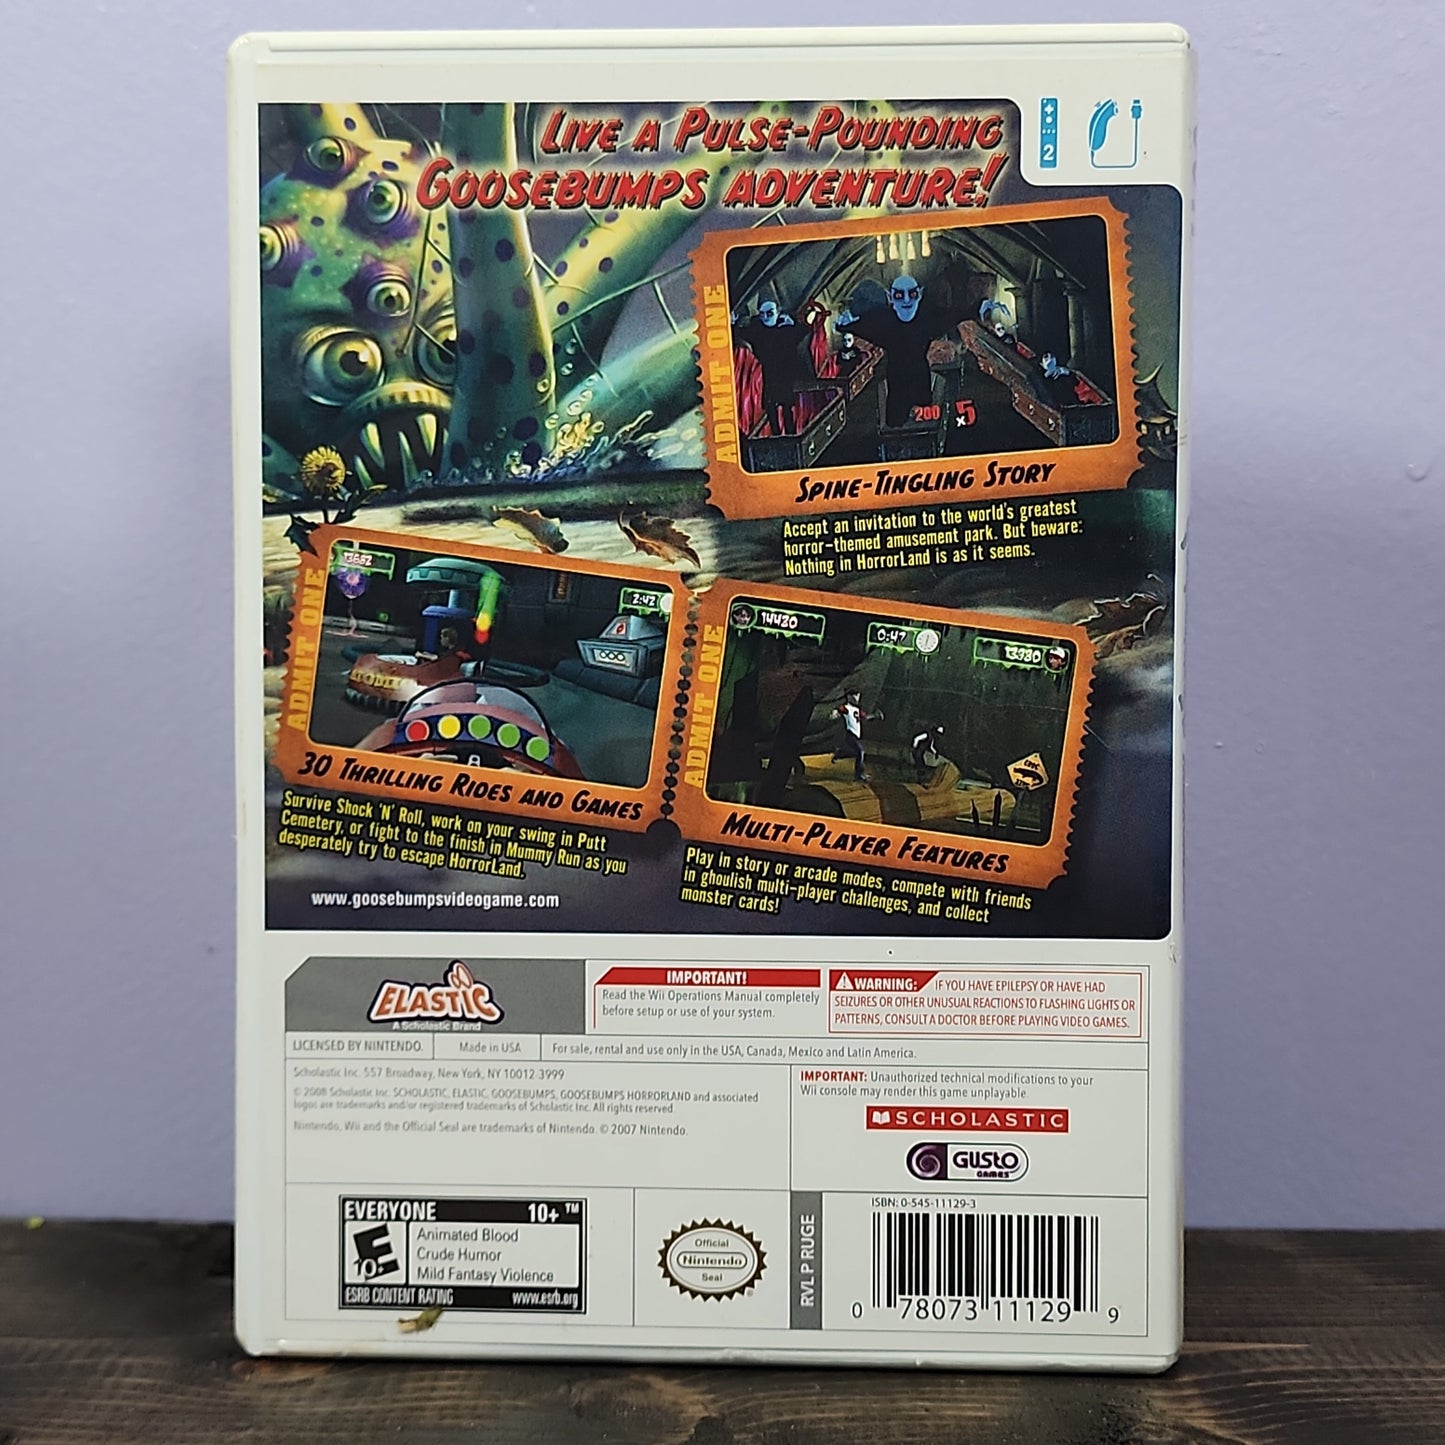 LIVE A PULSE-POUNDING
GOOSEBUMPS ADVENTURE!
2
ADMIT ONE
200
x5
SPINE-TINGLING STORY
Accept an invitation to the world's greatest
horror-themed amusement park. But beware:
Nothing in HorrorLand is as it seems.
ADMIT ONE
13682
2:42
30 THRILLING RIDES AND GAMES
Survive Shock 'N' Roll, work on your swing in Putt
Cemetery, or fight to the finish in Mummy Run as you
desperately try to escape HorrorLand.
www.goosebumpsvideogame.com
ADMIT ONE
14420
0:47
13980
MULTI-PLAYER FEATURES
Play in story or arcade modes, compete with friends
in ghoulish multi-player challenges, and collect
monster cards!
ELASTIC
A Scholastic Brand
IMPORTANT!
Read the Wii Operations Manual completely
before setup or use of your system.
WARNING: IF YOU HAVE EPILEPSY OR HAVE HAD
SEIZURES OR OTHER UNUSUAL REACTIONS TO FLASHING LIGHTS OR
PATTERNS, CONSULT A DOCTOR BEFORE PLAYING VIDEO GAMES.
LICENSED BY NINTENDO.
Made in USA
For sale, rental and use only in the USA, Canada, Mexico and Latin America.
Scholastic Inc. 557 Broadway, New York, NY 10012-3999
© 2008 Scholastic Inc. SCHOLASTIC, ELASTIC, GOOSEBUMPS, GOOSEBUMPS HORRORLAND and associated
logos are trademarks and/or registered trademarks of Scholastic Inc. All rights reserved.
Nintendo, Wii and the Official Seal are trademarks of Nintendo. © 2007 Nintendo.
IMPORTANT: Unauthorized technical modifications to your
Wii console may render this game unplayable.
SCHOLASTIC
GUSTO
GAMES
EVERYONE 10+ ™
E
10+
Animated Blood
Crude Humor
Mild Fantasy Violence
ESRB CONTENT RATING www.esrb.org
Official
Nintendo
Seal
RVL P RUGE
ISBN: 0-545-11129-3
0 78073 11129 9